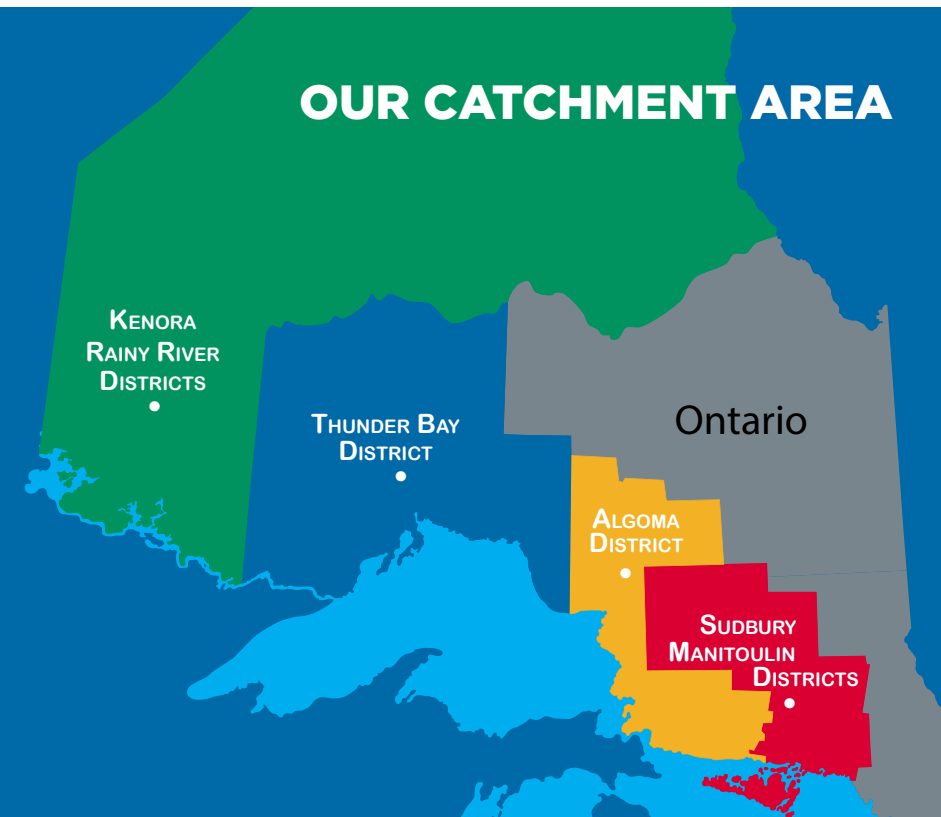 OUR CATCHMENT AREA
KENORA
RAINY RIVER
DISTRICTS
THUNDER BAY
DISTRICT
Ontario
ALGOMA
DISTRICT
SUDBURY
MANITOULIN
DISTRICTS